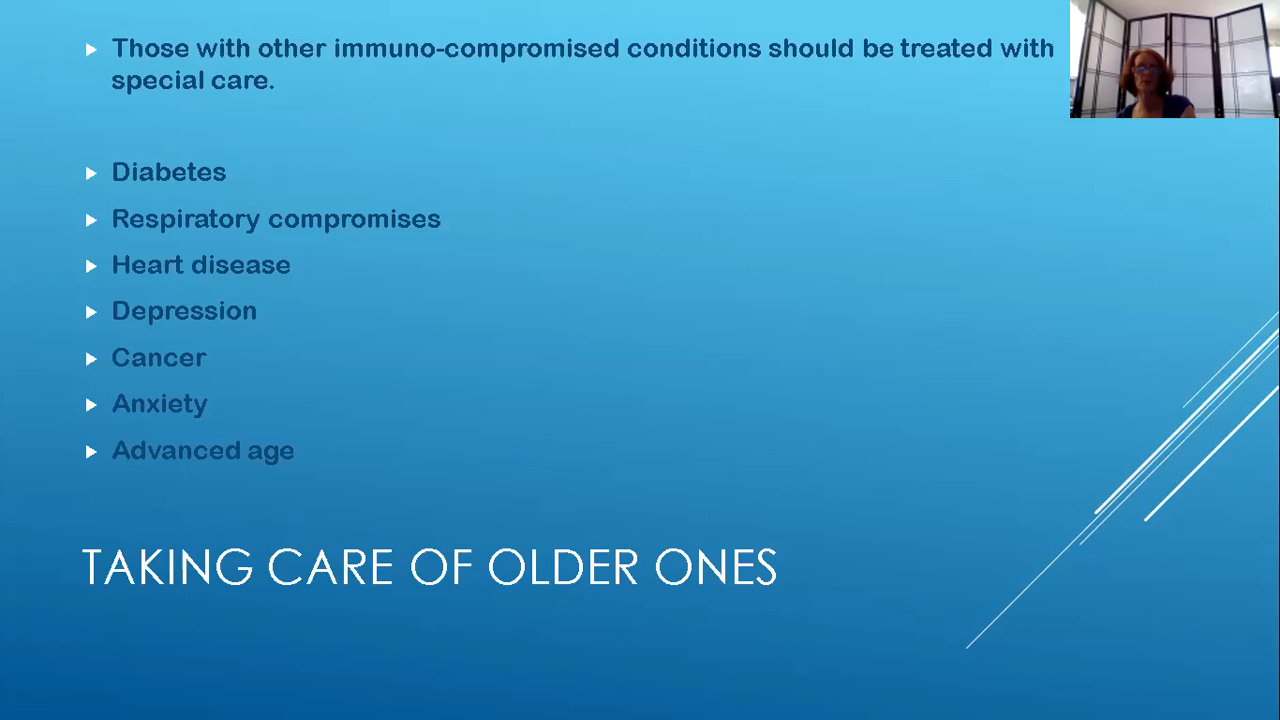 Those with other immuno-compromised conditions should be treated with
special care.
Diabetes
Respiratory compromises
Heart disease
Depression
Cancer
Anxiety
Advanced age
TAKING CARE OF OLDER ONES